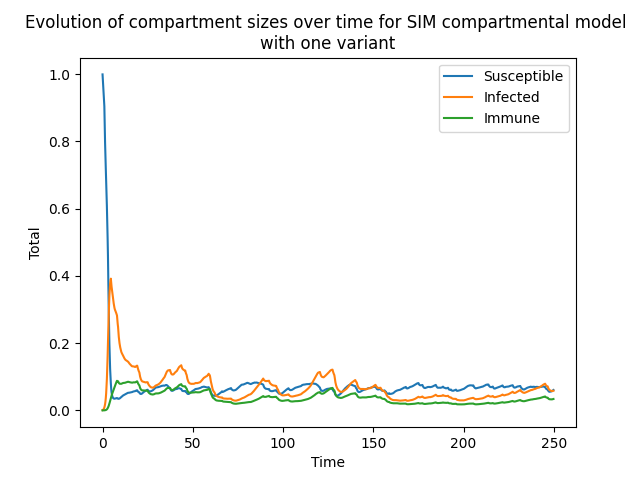 Evolution of compartment sizes over time for SIM compartmental model
with one variant
Susceptible
Infected
Immune
1.0
0.8
0.6
0.4
0.2
0.0
Total
0 50 100 150 200 250
Time